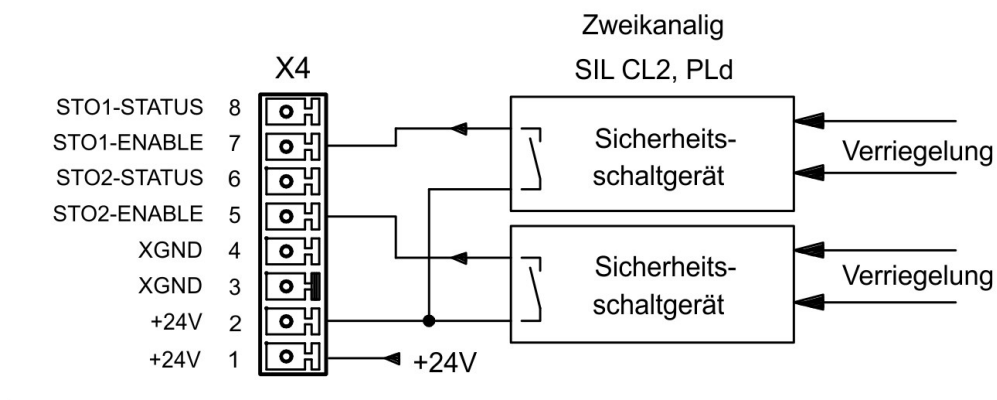 Zweikanalig
SIL CL2, PLd
X4
STO1-STATUS 8
STO1-ENABLE 7
STO2-STATUS 6
STO2-ENABLE 5
XGND 4
XGND 3
+24V 2
+24V 1
+24V
Sicherheits-
schaltgerät
Verriegelung
Sicherheits-
schaltgerät
Verriegelung